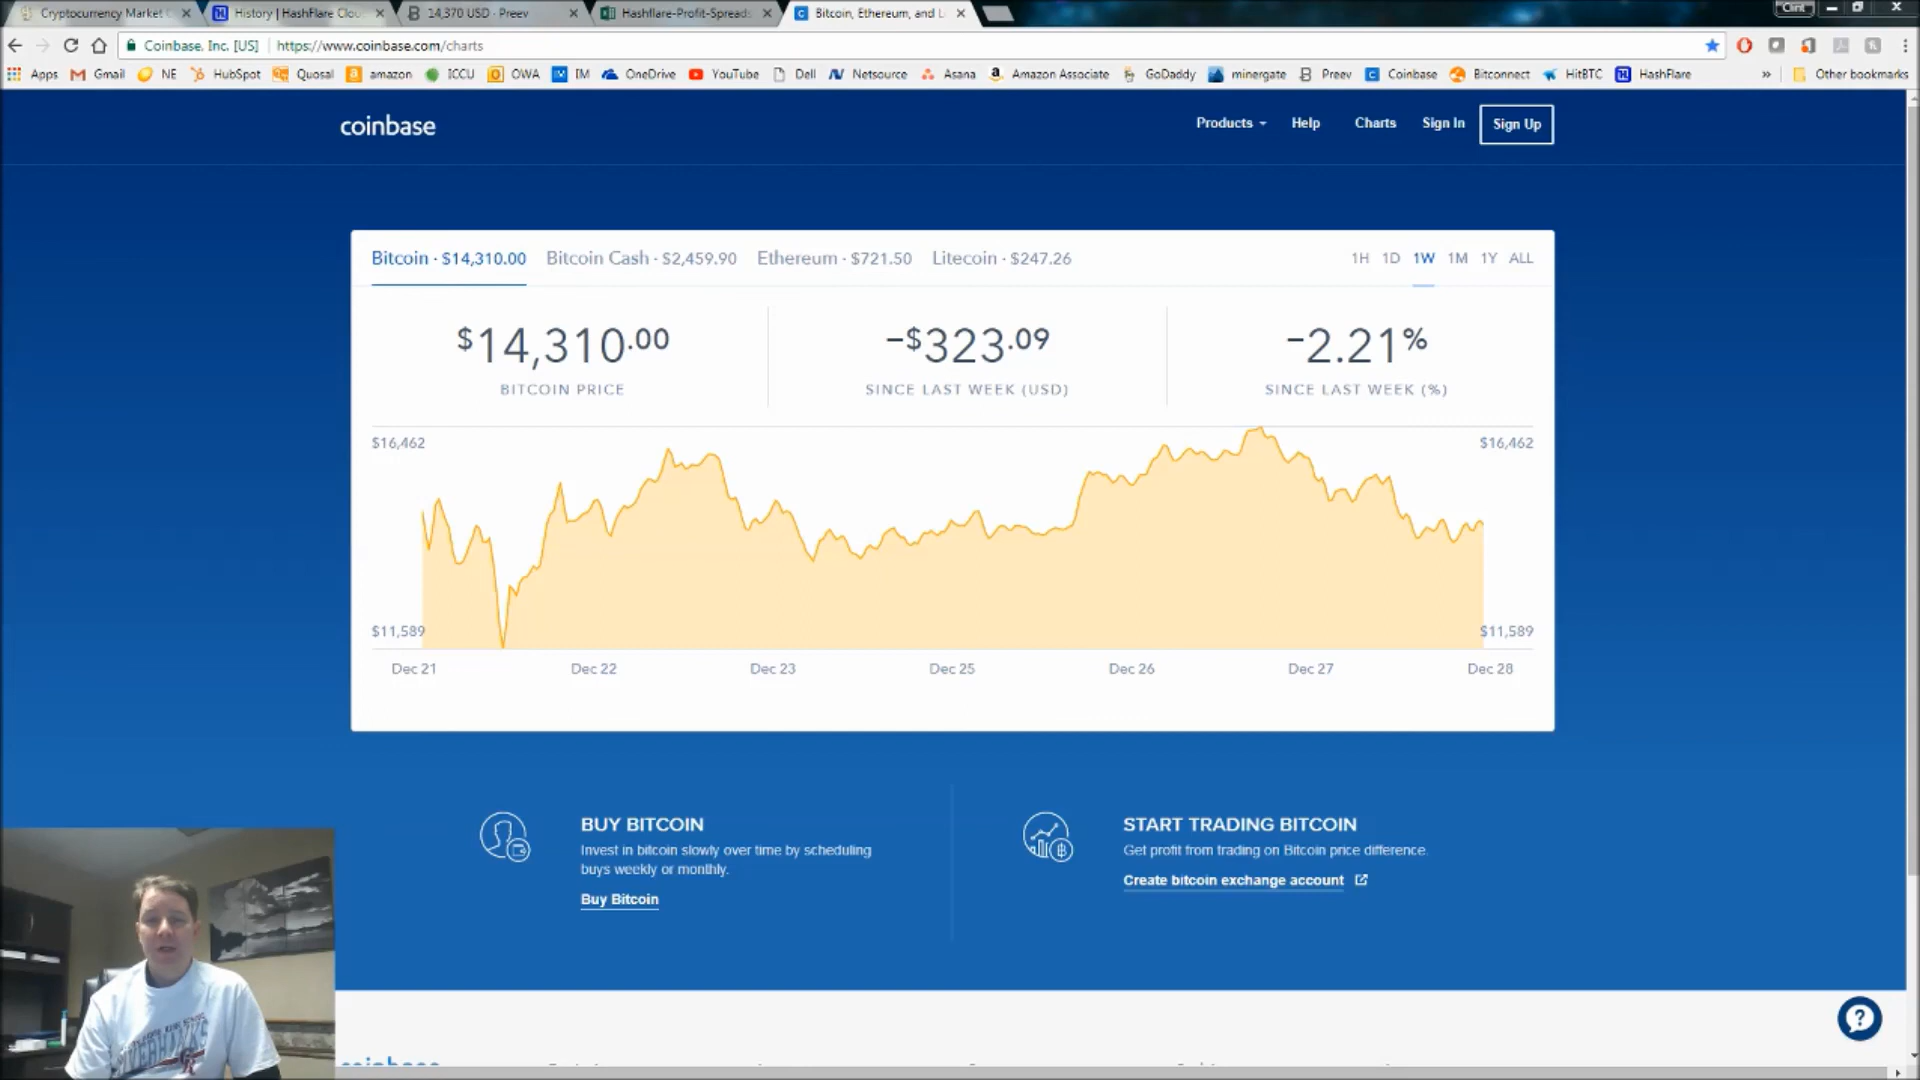 Cryptocurrency Market C
History | HashFlare Clou
14,370 USD · Preev
Hashflare-Profit-Spreads
Bitcoin, Ethereum, and L
Clint
Coinbase, Inc. [US]
https://www.coinbase.com/charts
Apps
Gmail
NE
HubSpot
Quosal
amazon
ICCU
OWA
IM
OneDrive
YouTube
Dell
Netsource
Asana
Amazon Associate
GoDaddy
minergate
Preev
Coinbase
Bitconnect
HitBTC
HashFlare
»
Other bookmarks
coinbase
Products
Help
Charts
Sign In
Sign Up
Bitcoin · $14,310.00
Bitcoin Cash · $2,459.90
Ethereum · $721.50
Litecoin · $247.26
1H 1D 1W 1M 1Y ALL
$14,310.00
BITCOIN PRICE
−$323.09
SINCE LAST WEEK (USD)
−2.21%
SINCE LAST WEEK (%)
$16,462
$16,462
$11,589
$11,589
Dec 21
Dec 22
Dec 23
Dec 25
Dec 26
Dec 27
Dec 28
BUY BITCOIN
Invest in bitcoin slowly over time by scheduling
buys weekly or monthly.
Buy Bitcoin
START TRADING BITCOIN
Get profit from trading on Bitcoin price difference.
Create bitcoin exchange account
?
coinbase